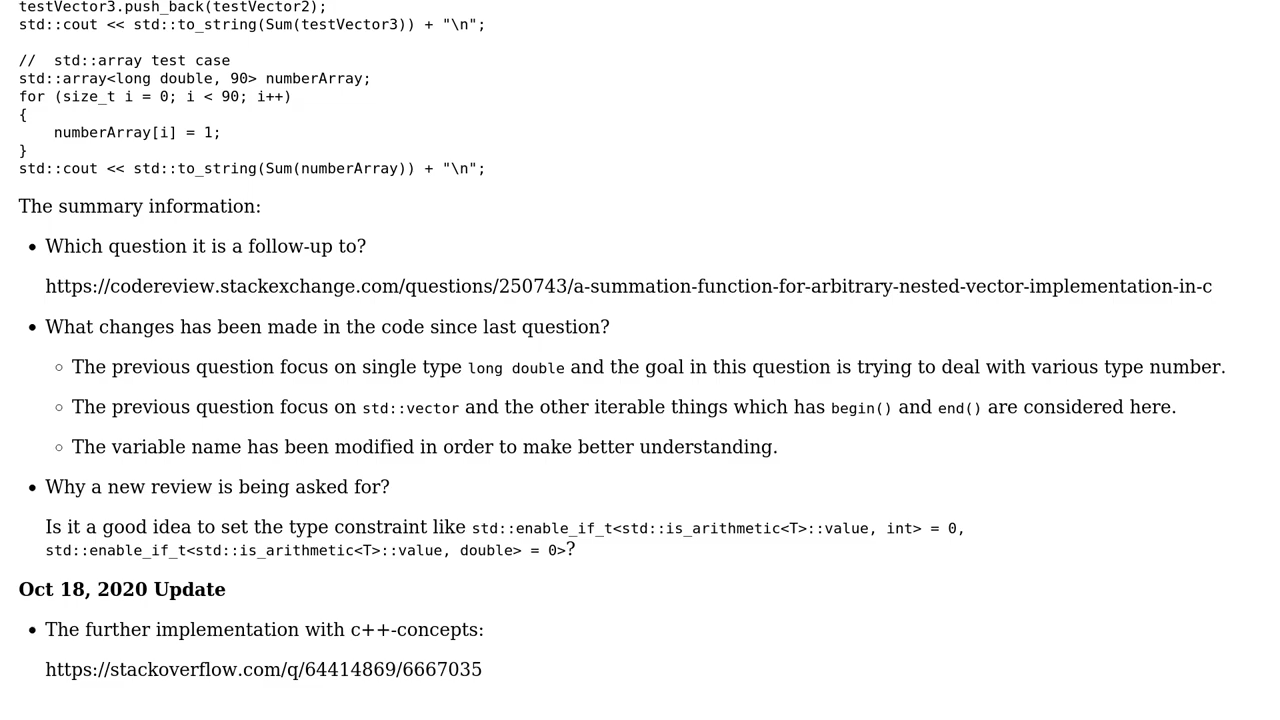 testVector3.push_back(testVector2);
std::cout << std::to_string(Sum(testVector3)) + "\n";
//  std::array test case
std::array<long double, 90> numberArray;
for (size_t i = 0; i < 90; i++)
{
    numberArray[i] = 1;
}
std::cout << std::to_string(Sum(numberArray)) + "\n";
The summary information:
• Which question it is a follow-up to?
https://codereview.stackexchange.com/questions/250743/a-summation-function-for-arbitrary-nested-vector-implementation-in-c
• What changes has been made in the code since last question?
◦ The previous question focus on single type long double and the goal in this question is trying to deal with various type number.
◦ The previous question focus on std::vector and the other iterable things which has begin() and end() are considered here.
◦ The variable name has been modified in order to make better understanding.
• Why a new review is being asked for?
Is it a good idea to set the type constraint like std::enable_if_t<std::is_arithmetic<T>::value, int> = 0,
std::enable_if_t<std::is_arithmetic<T>::value, double> = 0>?
Oct 18, 2020 Update
• The further implementation with c++-concepts:
https://stackoverflow.com/q/64414869/6667035